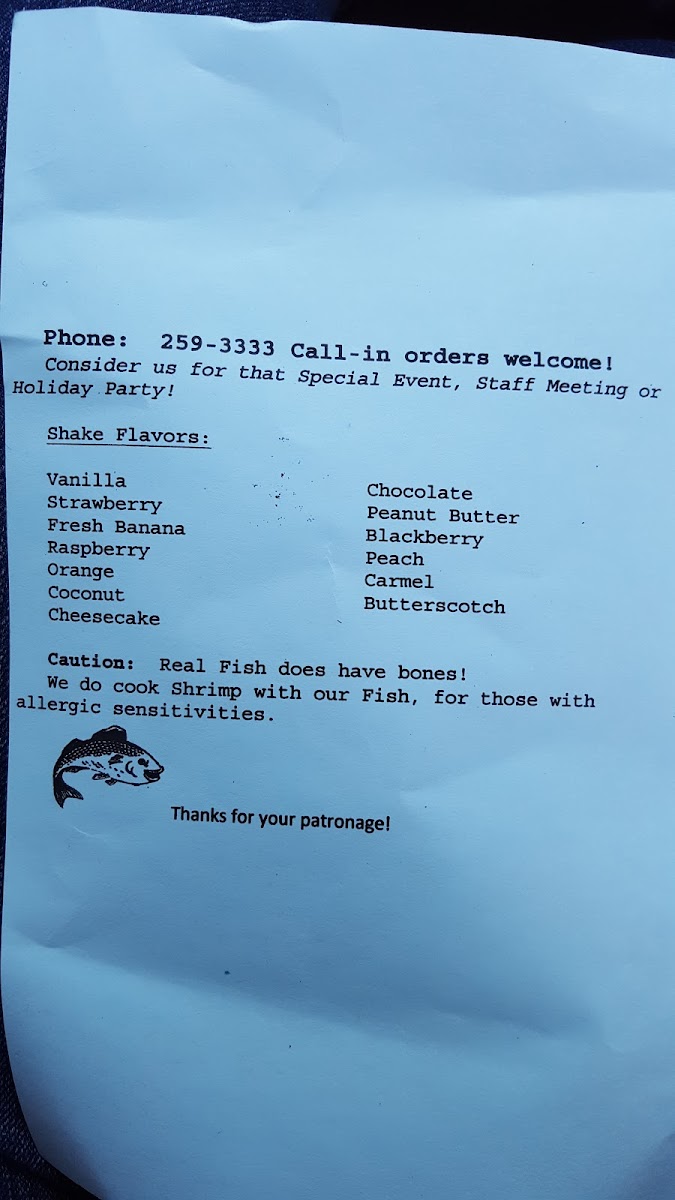 Phone:  259-3333 Call-in orders welcome!
Consider us for that Special Event, Staff Meeting or
Holiday Party!
Shake Flavors:
Vanilla
Strawberry
Fresh Banana
Raspberry
Orange
Coconut
Cheesecake
Chocolate
Peanut Butter
Blackberry
Peach
Carmel
Butterscotch
Caution:  Real Fish does have bones!
We do cook Shrimp with our Fish, for those with
allergic sensitivities.
Thanks for your patronage!